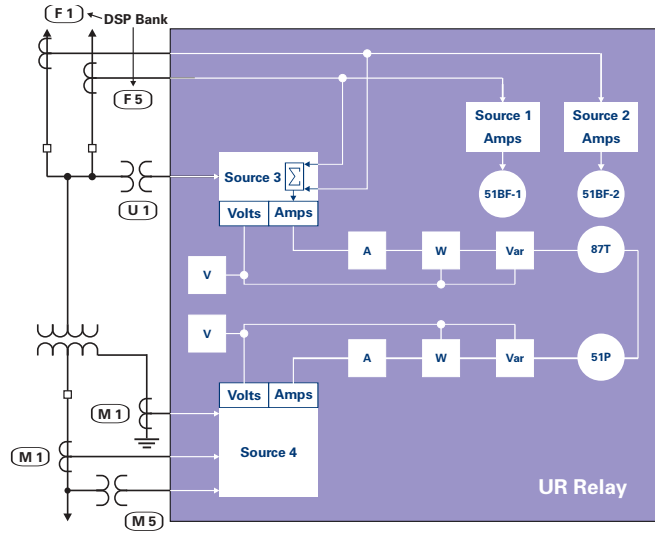 F 1
DSP Bank
F 5
Source 1
Amps
Source 2
Amps
Source 3
Σ
U 1
Volts
Amps
51BF-1
51BF-2
A
W
Var
87T
V
V
A
W
Var
51P
Volts
Amps
M 1
Source 4
M 1
M 5
UR Relay